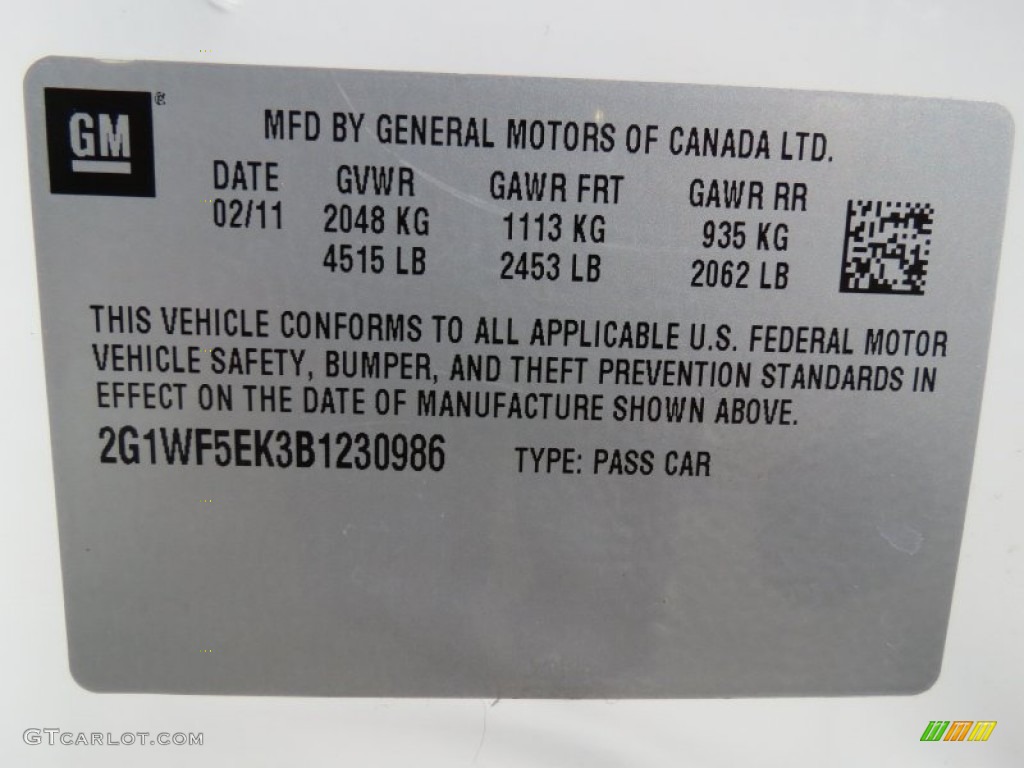 GM ®
MFD BY GENERAL MOTORS OF CANADA LTD.
DATE GVWR GAWR FRT GAWR RR
02/11 2048 KG 1113 KG 935 KG
4515 LB 2453 LB 2062 LB
THIS VEHICLE CONFORMS TO ALL APPLICABLE U.S. FEDERAL MOTOR
VEHICLE SAFETY, BUMPER, AND THEFT PREVENTION STANDARDS IN
EFFECT ON THE DATE OF MANUFACTURE SHOWN ABOVE.
2G1WF5EK3B1230986 TYPE: PASS CAR
GTCARLOT.COM